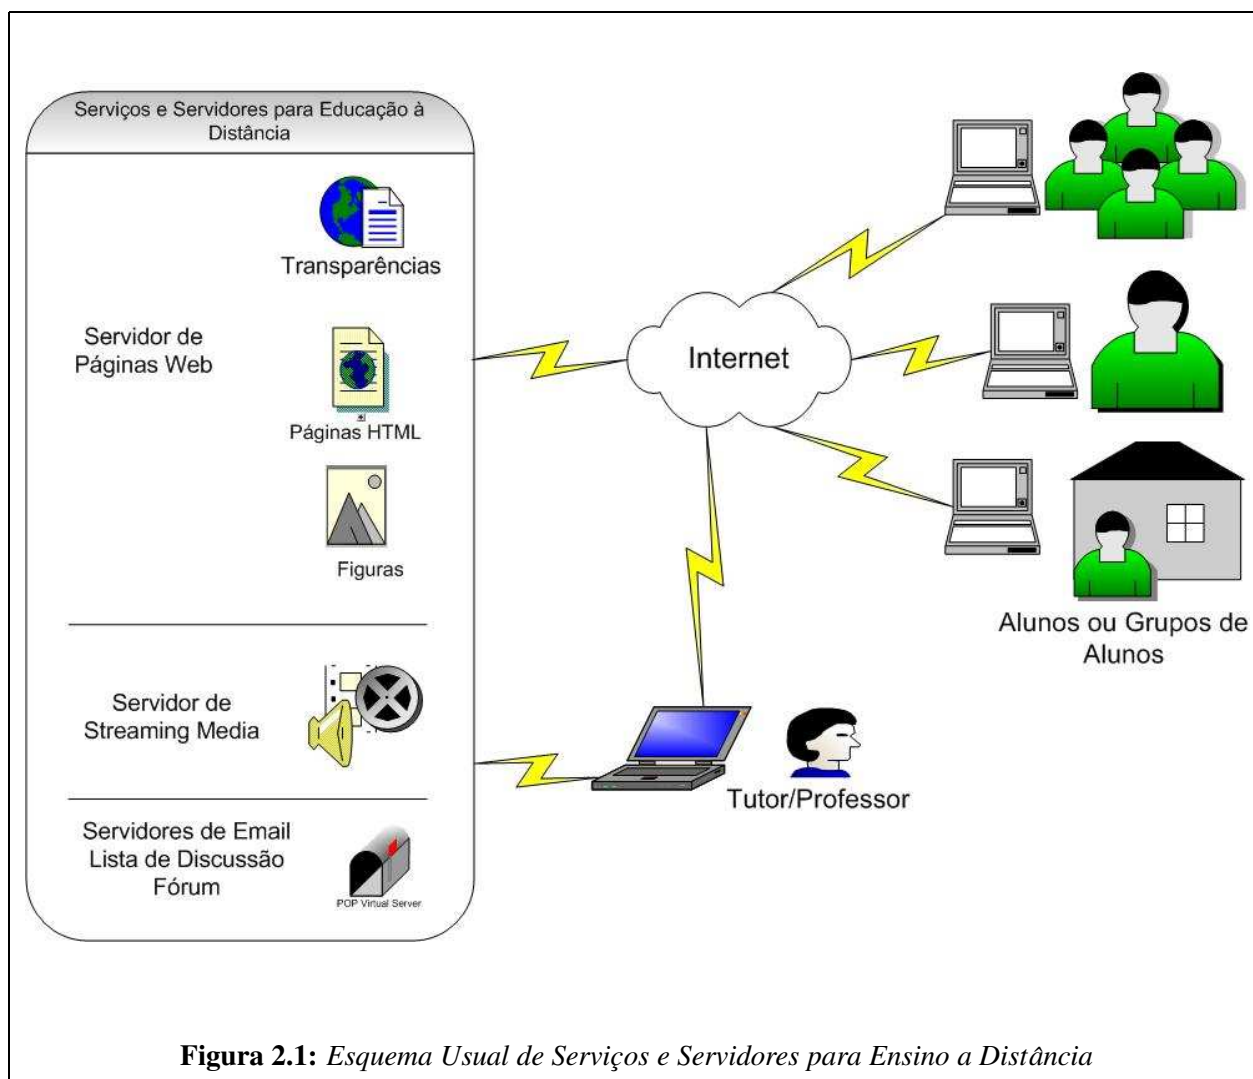 Serviços e Servidores para Educação à
Distância
Transparências
Servidor de
Páginas Web
Páginas HTML
Figuras
Servidor de
Streaming Media
Servidores de Email
Lista de Discussão
Fórum
POP Virtual Server
Internet
Alunos ou Grupos de
Alunos
Tutor/Professor
Figura 2.1: Esquema Usual de Serviços e Servidores para Ensino a Distância